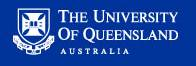 THE UNIVERSITY
OF QUEENSLAND
AUSTRALIA